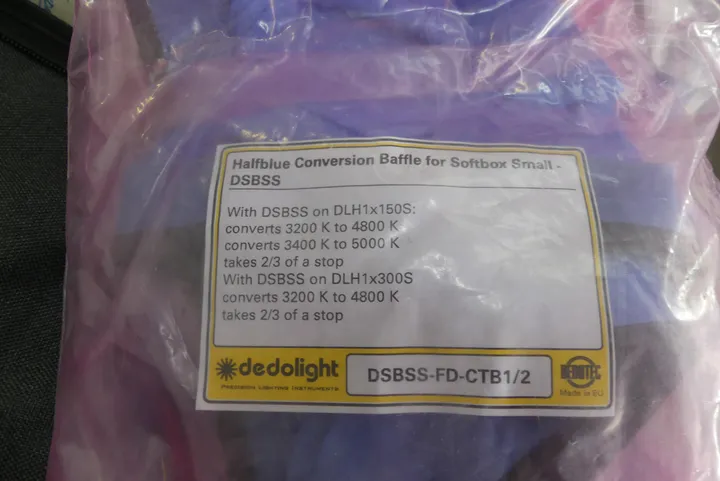 Halfblue Conversion Baffle for Softbox Small -
DSBSS
With DSBSS on DLH1x150S:
converts 3200 K to 4800 K
converts 3400 K to 5000 K
takes 2/3 of a stop
With DSBSS on DLH1x300S
converts 3200 K to 4800 K
takes 2/3 of a stop
dedolight
PRECISION LIGHTING INSTRUMENTS
DSBSS-FD-CTB1/2
DEDOTEC
Made in EU